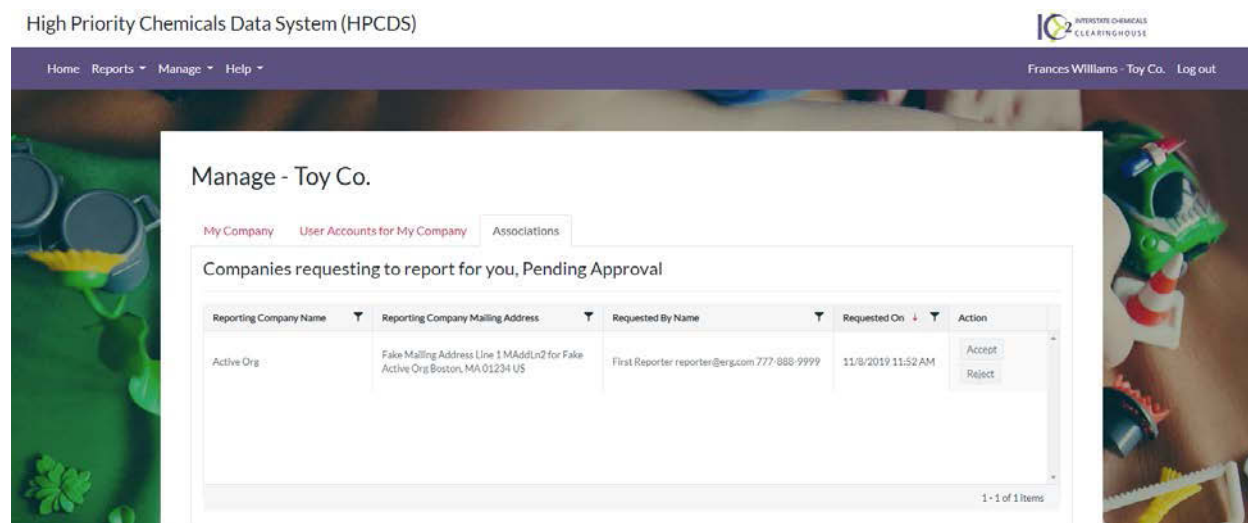 High Priority Chemicals Data System (HPCDS)
IC2 INTERSTATE CHEMICALS
CLEARINGHOUSE
Home Reports Manage Help
Frances Williams - Toy Co. Log out
Manage - Toy Co.
My Company User Accounts for My Company Associations
Companies requesting to report for you, Pending Approval
Reporting Company Name Reporting Company Mailing Address Requested By Name Requested On ↓ Action
Active Org
Fake Mailing Address Line 1 MAddLn2 for Fake
Active Org Boston, MA 01234 US
First Reporter reporter@erg.com 777-888-9999
11/8/2019 11:52 AM
Accept
Reject
1 - 1 of 1 items